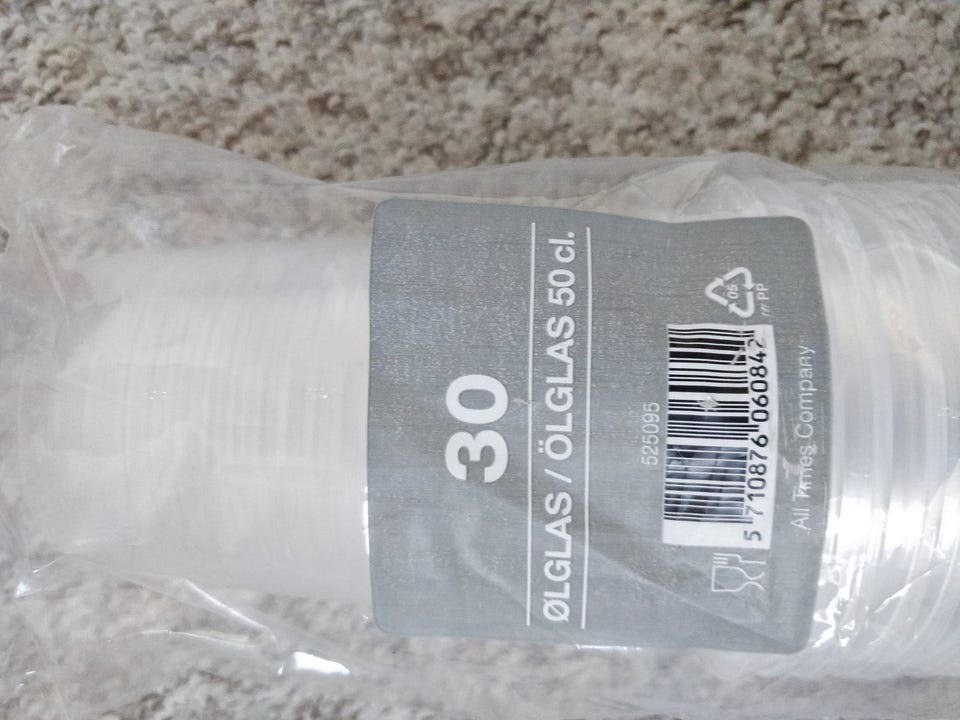 30
ØLGLAS / ÖLGLAS 50 cl.
525095
5 710876 060842
05
PP
All Times Company